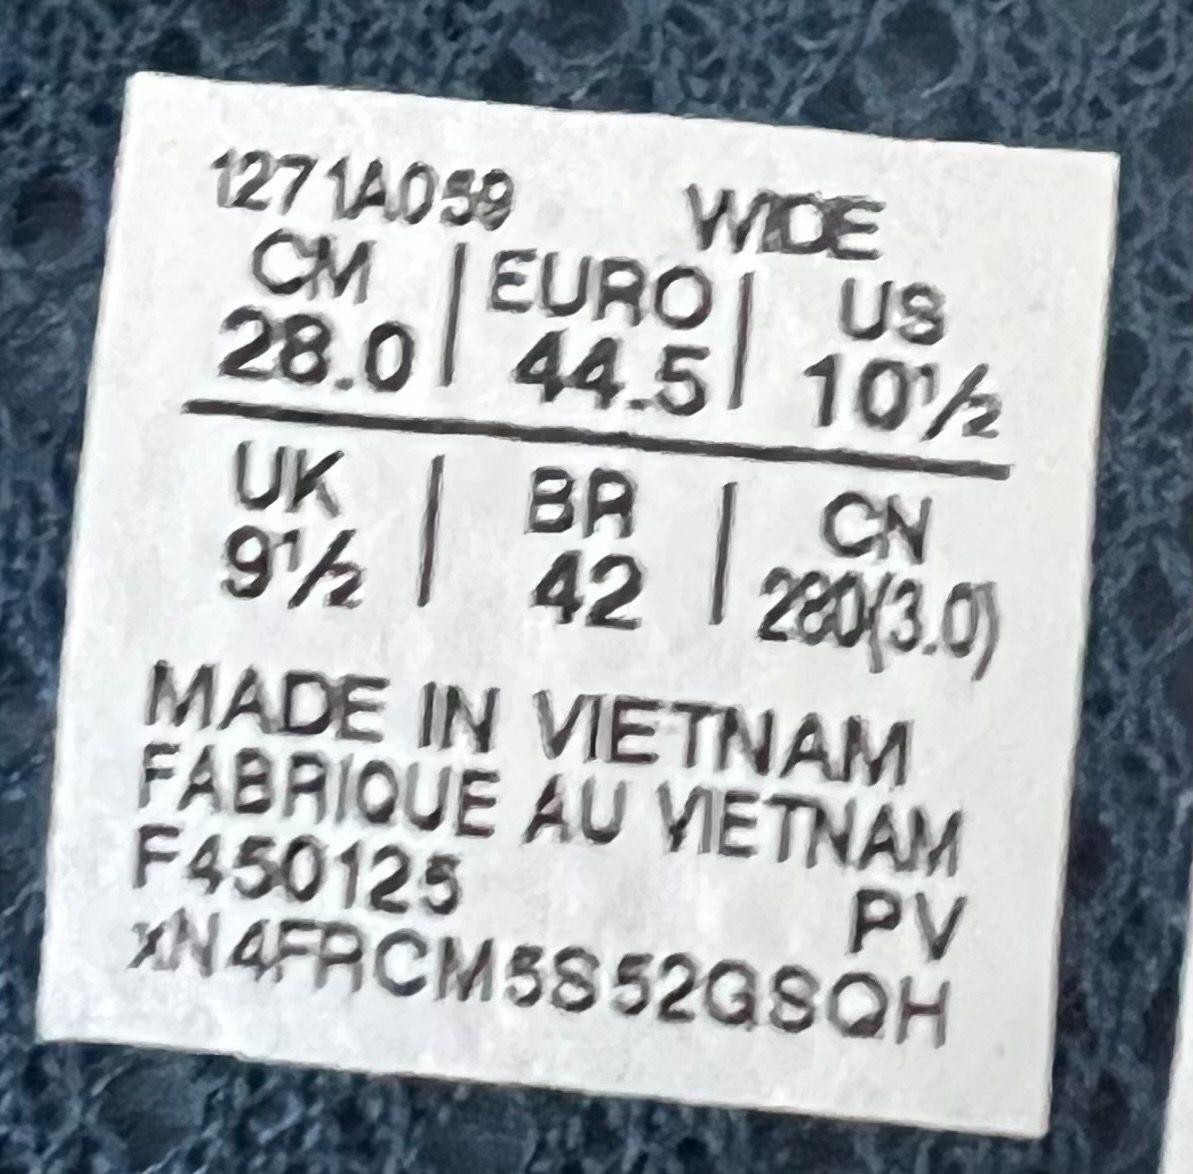 1271A059 WIDE
CM | EURO | US
28.0 | 44.5 | 10½
UK | BR | CN
9½ | 42 | 280(3.0)
MADE IN VIETNAM
FABRIQUE AU VIETNAM
F450125 PV
xN4FRCM5S52GSQH